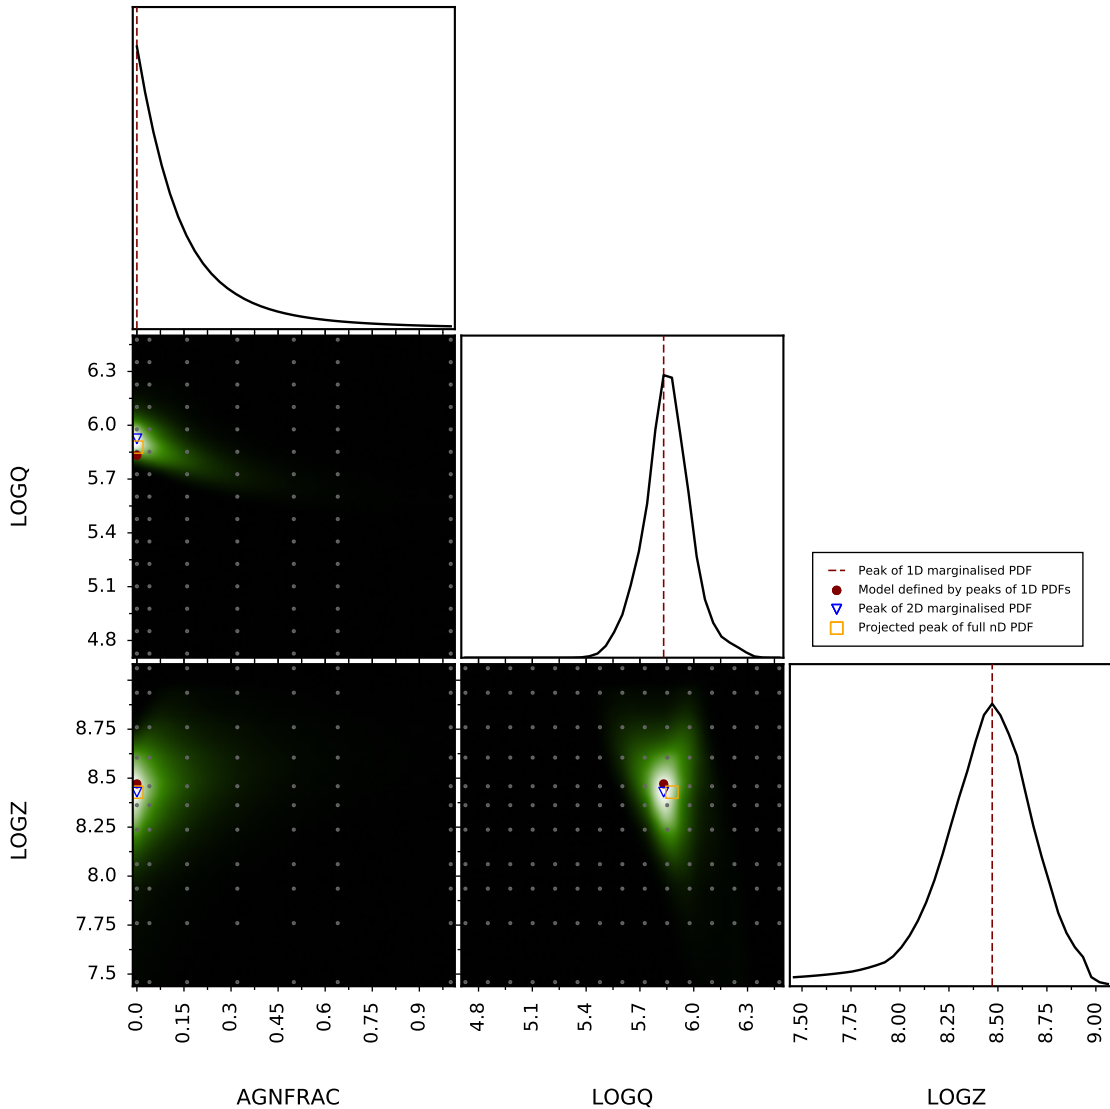 6.3
6.0
5.7
5.4
5.1
4.8
LOGQ
Peak of 1D marginalised PDF
Model defined by peaks of 1D PDFs
Peak of 2D marginalised PDF
Projected peak of full nD PDF
8.75
8.5
8.25
8.0
7.75
7.5
LOGZ
0.0 0.15 0.3 0.45 0.6 0.75 0.9
4.8 5.1 5.4 5.7 6.0 6.3
7.50 7.75 8.00 8.25 8.50 8.75 9.00
AGNFRAC
LOGQ
LOGZ